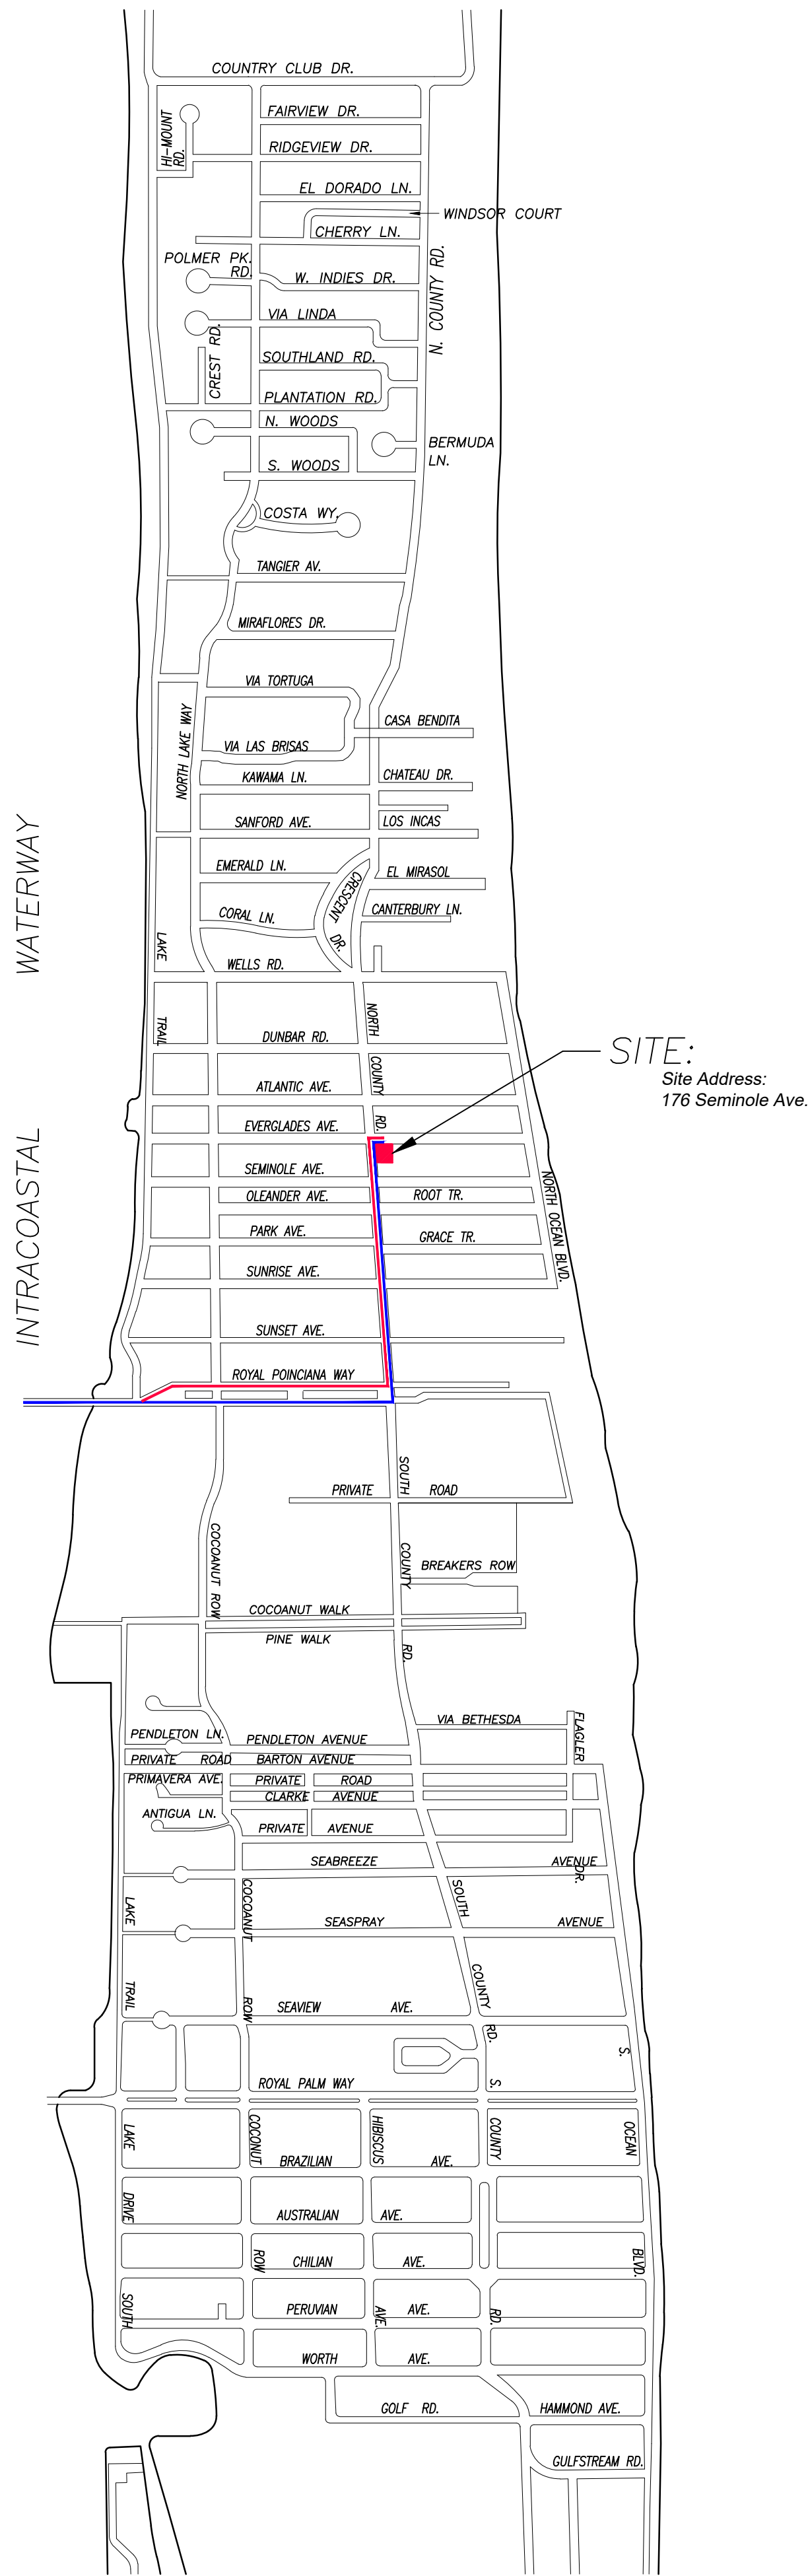 COUNTRY CLUB DR.
FAIRVIEW DR.
HI-MOUNT
RD.
RIDGEVIEW DR.
EL DORADO LN.
WINDSOR COURT
CHERRY LN.
POLMER PK.
RD.
W. INDIES DR.
N. COUNTY RD.
VIA LINDA
CREST RD.
SOUTHLAND RD.
PLANTATION RD.
N. WOODS
BERMUDA
LN.
S. WOODS
COSTA WY.
TANGIER AV.
MIRAFLORES DR.
VIA TORTUGA
NORTH LAKE WAY
CASA BENDITA
VIA LAS BRISAS
KAWAMA LN.
CHATEAU DR.
SANFORD AVE.
LOS INCAS
EMERALD LN.
EL MIRASOL
CRESCENT
DR.
CORAL LN.
CANTERBURY LN.
INTRACOASTAL WATERWAY
LAKE
TRAIL
WELLS RD.
NORTH
COUNTY
RD.
DUNBAR RD.
SITE:
Site Address:
176 Seminole Ave.
ATLANTIC AVE.
EVERGLADES AVE.
SEMINOLE AVE.
OLEANDER AVE.
ROOT TR.
NORTH OCEAN BLVD.
PARK AVE.
GRACE TR.
SUNRISE AVE.
SUNSET AVE.
ROYAL POINCIANA WAY
SOUTH
COUNTY
RD.
PRIVATE ROAD
COCOANUT ROW
BREAKERS ROW
COCOANUT WALK
PINE WALK
VIA BETHESDA
FLAGLER
DR.
PENDLETON LN.
PENDLETON AVENUE
PRIVATE ROAD
BARTON AVENUE
PRIMAVERA AVE.
PRIVATE ROAD
CLARKE AVENUE
ANTIGUA LN.
PRIVATE AVENUE
SEABREEZE AVENUE
LAKE
TRAIL
COCOANUT
ROW
SOUTH
COUNTY
RD.
SEASPRAY AVENUE
SEAVIEW AVE.
S.
OCEAN
BLVD.
S.
COUNTY
RD.
ROYAL PALM WAY
LAKE
DRIVE
SOUTH
COCONUT
ROW
HIBISCUS
AVE.
BRAZILIAN AVE.
AUSTRALIAN AVE.
CHILIAN AVE.
PERUVIAN AVE.
WORTH AVE.
GOLF RD.
HAMMOND AVE.
GULFSTREAM RD.